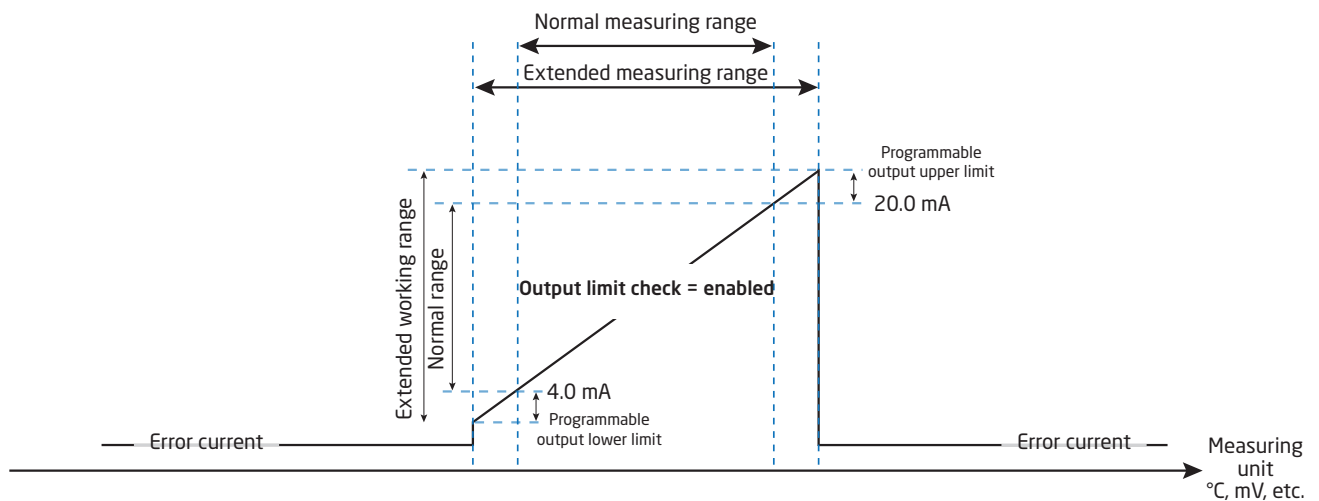 Normal measuring range
Extended measuring range
Programmable
output upper limit
20.0 mA
Extended working range
Normal range
Output limit check = enabled
4.0 mA
Programmable
output lower limit
Error current
Error current
Measuring
unit
°C, mV, etc.